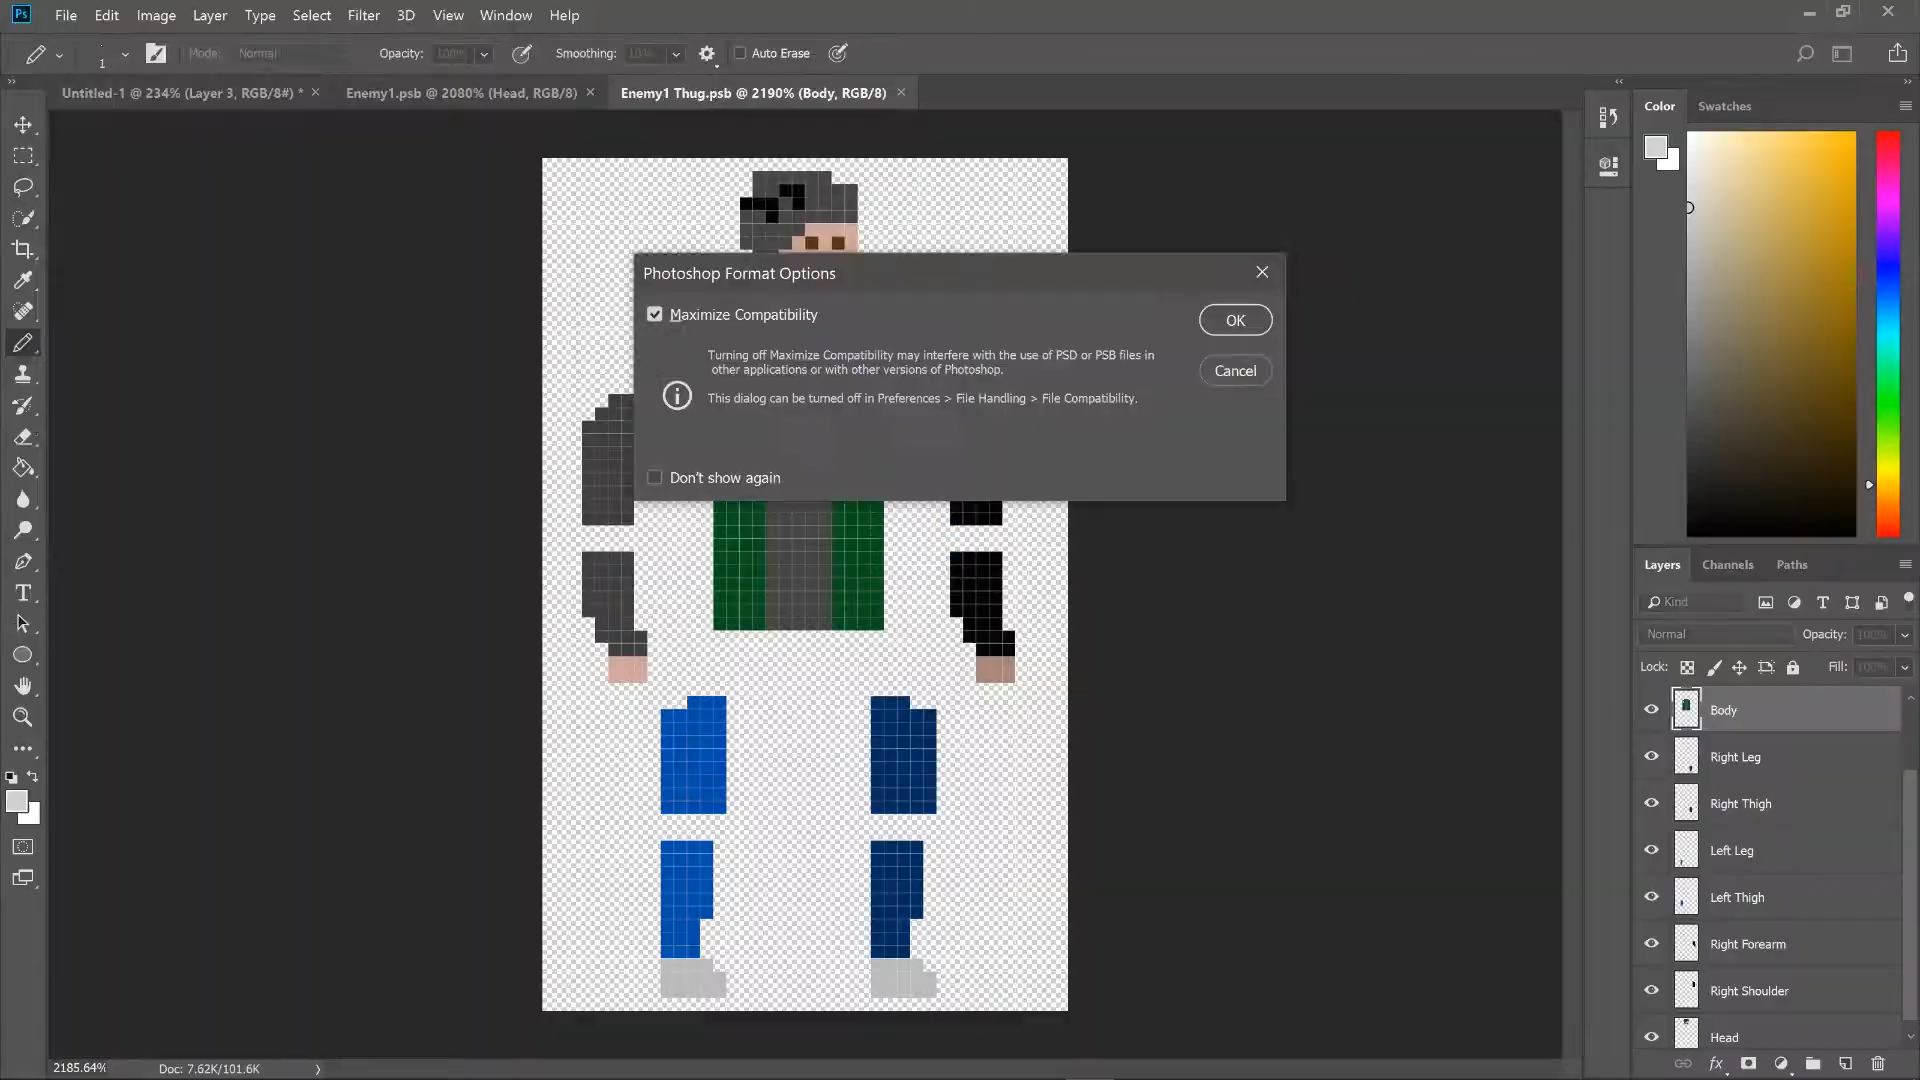 Ps File Edit Image Layer Type Select Filter 3D View Window Help
1 Mode: Normal Opacity: 100% Smoothing: 10% Auto Erase
Untitled-1 @ 234% (Layer 3, RGB/8#) * Enemy1.psb @ 2080% (Head, RGB/8) Enemy1 Thug.psb @ 2190% (Body, RGB/8)
Color Swatches
Photoshop Format Options
Maximize Compatibility
OK
Turning off Maximize Compatibility may interfere with the use of PSD or PSB files in
other applications or with other versions of Photoshop.
Cancel
This dialog can be turned off in Preferences > File Handling > File Compatibility.
Don't show again
Layers Channels Paths
Kind
Normal Opacity: 100%
Lock: Fill: 100%
Body
Right Leg
Right Thigh
Left Leg
Left Thigh
Right Forearm
Right Shoulder
Head
fx
2185.64% Doc: 7.62K/101.6K